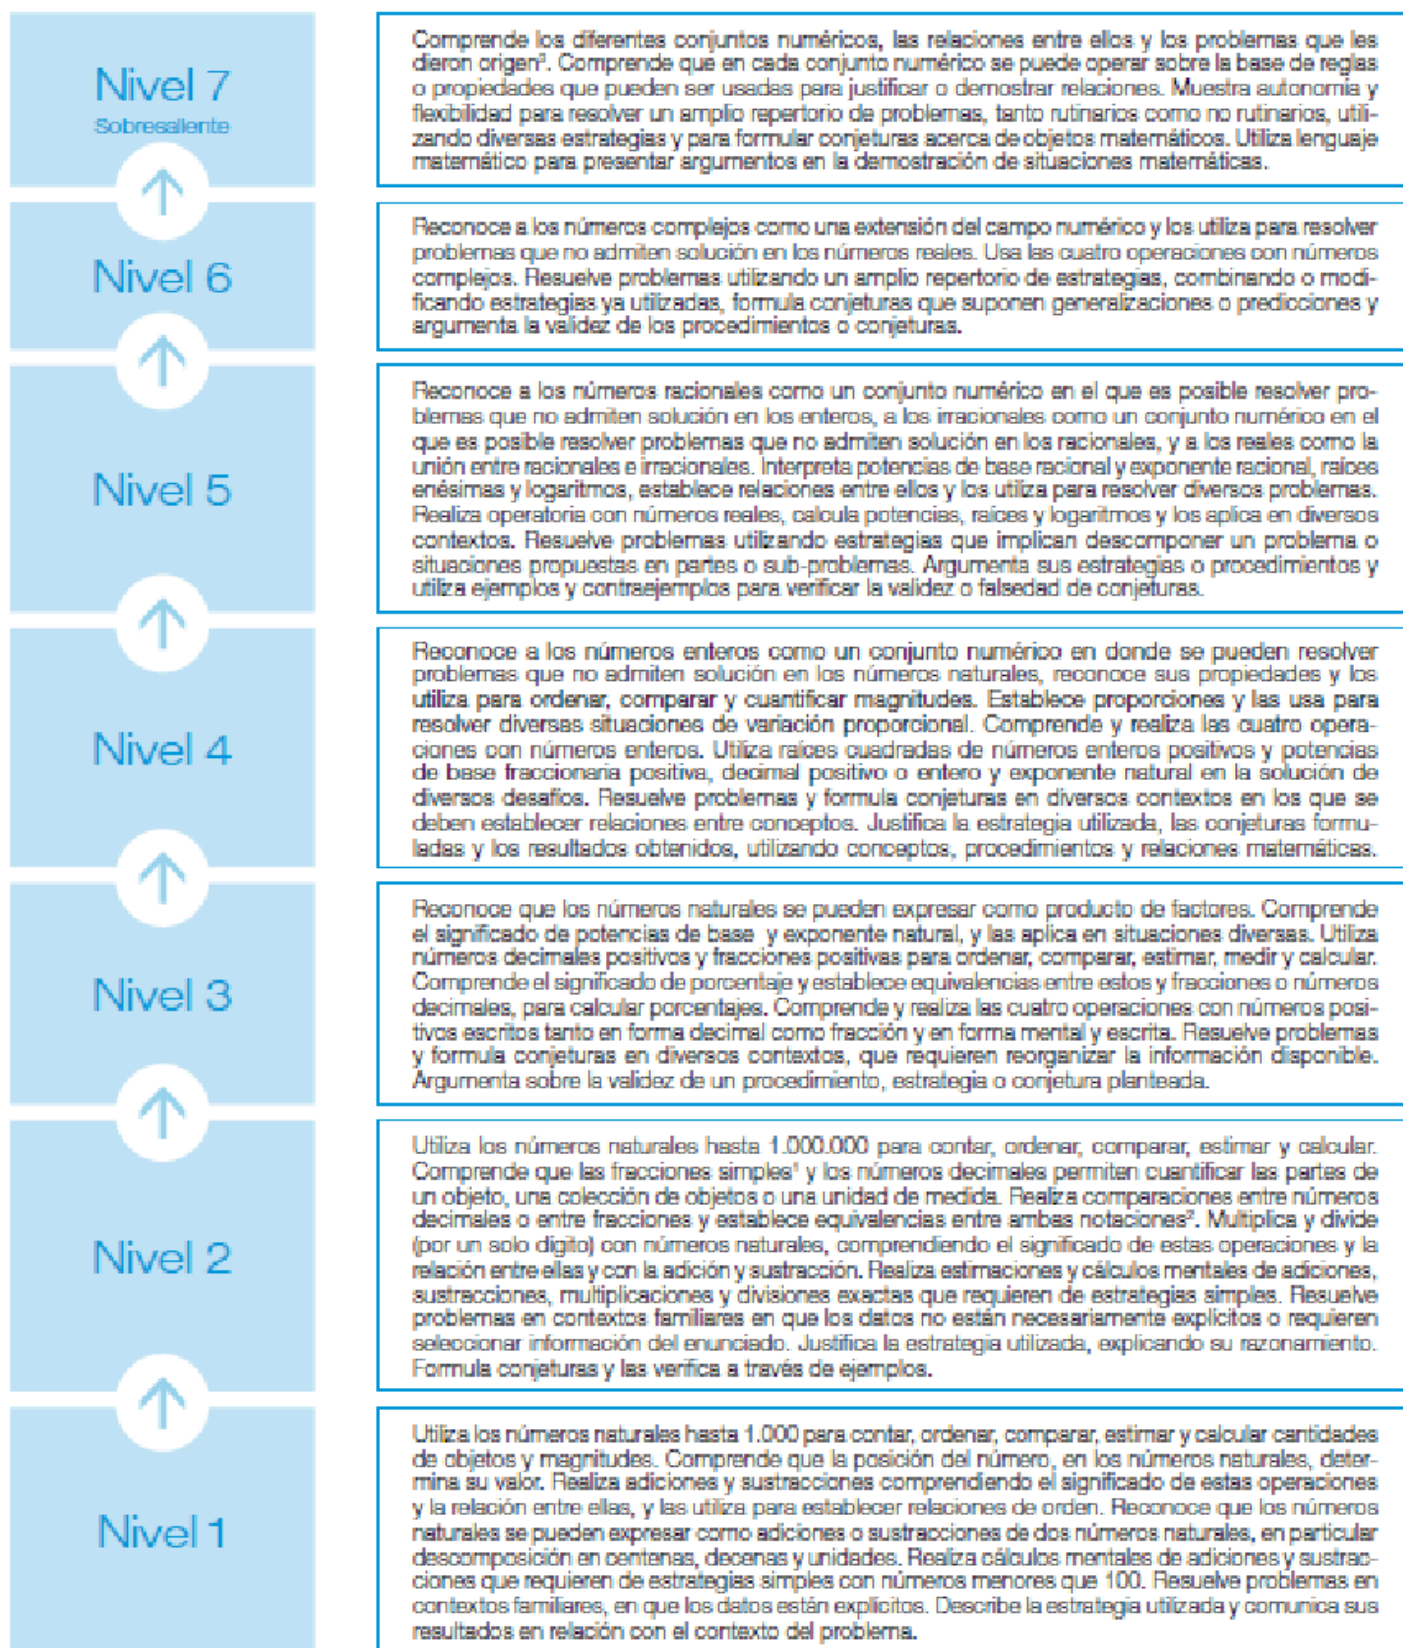 Nivel 7
Sobresaliente
Comprende los diferentes conjuntos numéricos, las relaciones entre ellos y los problemas que les
dieron origen³. Comprende que en cada conjunto numérico se puede operar sobre la base de reglas
o propiedades que pueden ser usadas para justificar o demostrar relaciones. Muestra autonomía y
flexibilidad para resolver un amplio repertorio de problemas, tanto rutinarios como no rutinarios, utili-
zando diversas estrategias y para formular conjeturas acerca de objetos matemáticos. Utiliza lenguaje
matemático para presentar argumentos en la demostración de situaciones matemáticas.
Nivel 6
Reconoce a los números complejos como una extensión del campo numérico y los utiliza para resolver
problemas que no admiten solución en los números reales. Usa las cuatro operaciones con números
complejos. Resuelve problemas utilizando un amplio repertorio de estrategias, combinando o modi-
ficando estrategias ya utilizadas, formula conjeturas que suponen generalizaciones o predicciones y
argumenta la validez de los procedimientos o conjeturas.
Nivel 5
Reconoce a los números racionales como un conjunto numérico en el que es posible resolver pro-
blemas que no admiten solución en los enteros, a los irracionales como un conjunto numérico en el
que es posible resolver problemas que no admiten solución en los racionales, y a los reales como la
unión entre racionales e irracionales. Interpreta potencias de base racional y exponente racional, raíces
enésimas y logaritmos, establece relaciones entre ellos y los utiliza para resolver diversos problemas.
Realiza operatoria con números reales, calcula potencias, raíces y logaritmos y los aplica en diversos
contextos. Resuelve problemas utilizando estrategias que implican descomponer un problema o
situaciones propuestas en partes o sub-problemas. Argumenta sus estrategias o procedimientos y
utiliza ejemplos y contraejemplos para verificar la validez o falsedad de conjeturas.
Nivel 4
Reconoce a los números enteros como un conjunto numérico en donde se pueden resolver
problemas que no admiten solución en los números naturales, reconoce sus propiedades y los
utiliza para ordenar, comparar y cuantificar magnitudes. Establece proporciones y las usa para
resolver diversas situaciones de variación proporcional. Comprende y realiza las cuatro opera-
ciones con números enteros. Utiliza raíces cuadradas de números enteros positivos y potencias
de base fraccionaria positiva, decimal positivo o entero y exponente natural en la solución de
diversos desafíos. Resuelve problemas y formula conjeturas en diversos contextos en los que se
deben establecer relaciones entre conceptos. Justifica la estrategia utilizada, las conjeturas formu-
ladas y los resultados obtenidos, utilizando conceptos, procedimientos y relaciones matemáticas.
Nivel 3
Reconoce que los números naturales se pueden expresar como producto de factores. Comprende
el significado de potencias de base y exponente natural, y las aplica en situaciones diversas. Utiliza
números decimales positivos y fracciones positivas para ordenar, comparar, estimar, medir y calcular.
Comprende el significado de porcentaje y establece equivalencias entre estos y fracciones o números
decimales, para calcular porcentajes. Comprende y realiza las cuatro operaciones con números posi-
tivos escritos tanto en forma decimal como fracción y en forma mental y escrita. Resuelve problemas
y formula conjeturas en diversos contextos, que requieren reorganizar la información disponible.
Argumenta sobre la validez de un procedimiento, estrategia o conjetura planteada.
Nivel 2
Utiliza los números naturales hasta 1.000.000 para contar, ordenar, comparar, estimar y calcular.
Comprende que las fracciones simples¹ y los números decimales permiten cuantificar las partes de
un objeto, una colección de objetos o una unidad de medida. Realiza comparaciones entre números
decimales o entre fracciones y establece equivalencias entre ambas notaciones². Multiplica y divide
(por un solo dígito) con números naturales, comprendiendo el significado de estas operaciones y la
relación entre ellas y con la adición y sustracción. Realiza estimaciones y cálculos mentales de adiciones,
sustracciones, multiplicaciones y divisiones exactas que requieren de estrategias simples. Resuelve
problemas en contextos familiares en que los datos no están necesariamente explícitos o requieren
seleccionar información del enunciado. Justifica la estrategia utilizada, explicando su razonamiento.
Formula conjeturas y las verifica a través de ejemplos.
Nivel 1
Utiliza los números naturales hasta 1.000 para contar, ordenar, comparar, estimar y calcular cantidades
de objetos y magnitudes. Comprende que la posición del número, en los números naturales, deter-
mina su valor. Realiza adiciones y sustracciones comprendiendo el significado de estas operaciones
y la relación entre ellas, y las utiliza para establecer relaciones de orden. Reconoce que los números
naturales se pueden expresar como adiciones o sustracciones de dos números naturales, en particular
descomposición en centenas, decenas y unidades. Realiza cálculos mentales de adiciones y sustrac-
ciones que requieren de estrategias simples con números menores que 100. Resuelve problemas en
contextos familiares, en que los datos están explícitos. Describe la estrategia utilizada y comunica sus
resultados en relación con el contexto del problema.